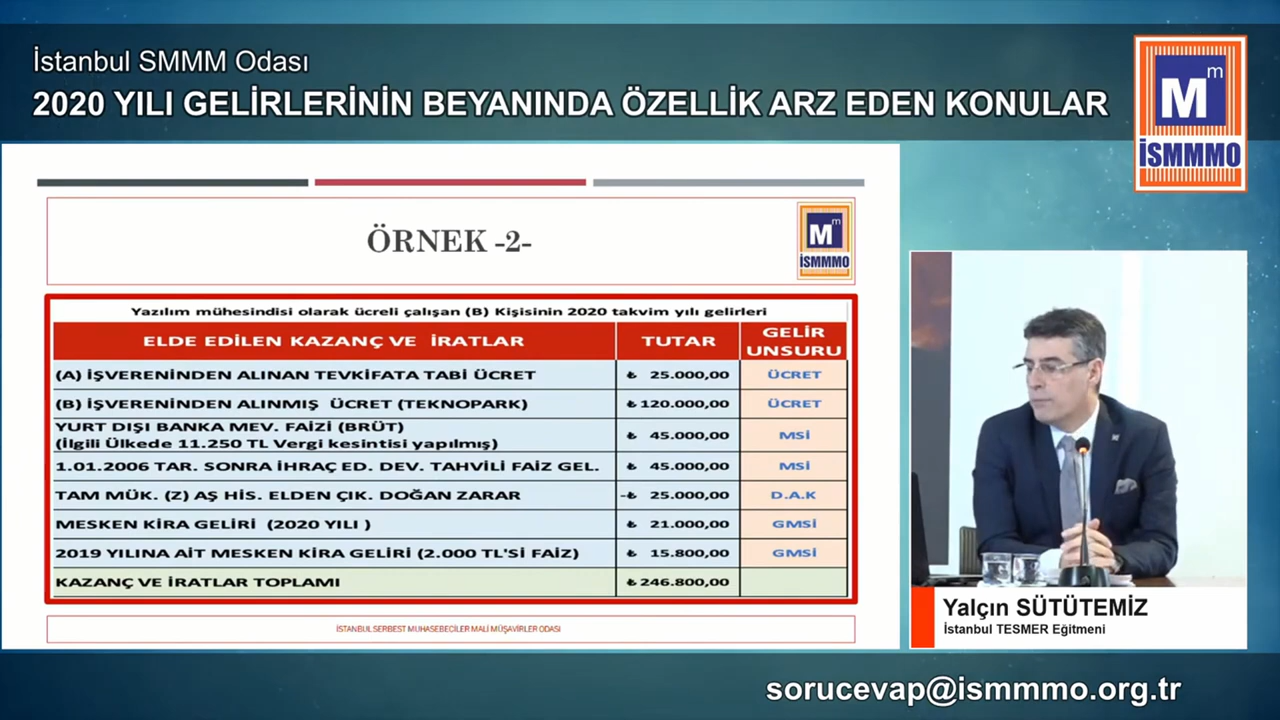 İstanbul SMMM Odası
2020 YILI GELİRLERİNİN BEYANINDA ÖZELLİK ARZ EDEN KONULAR
Mm
İSMMMO
ÖRNEK -2-
Mm
İSMMMO
Yazılım mühesindisi olarak ücreli çalışan (B) Kişisinin 2020 takvim yılı gelirleri
ELDE EDİLEN KAZANÇ VE İRATLAR TUTAR GELİR UNSURU
(A) İŞVERENİNDEN ALINAN TEVKİFATA TABİ ÜCRET ₺ 25.000,00 ÜCRET
(B) İŞVERENİNDEN ALINMIŞ ÜCRET (TEKNOPARK) ₺ 120.000,00 ÜCRET
YURT DIŞI BANKA MEV. FAİZİ (BRÜT)
(İlgili Ülkede 11.250 TL Vergi kesintisi yapılmış) ₺ 45.000,00 MSİ
1.01.2006 TAR. SONRA İHRAÇ ED. DEV. TAHVİLİ FAİZ GEL. ₺ 45.000,00 MSİ
TAM MÜK. (Z) AŞ HİS. ELDEN ÇIK. DOĞAN ZARAR -₺ 25.000,00 D.A.K
MESKEN KİRA GELİRİ (2020 YILI ) ₺ 21.000,00 GMSİ
2019 YILINA AİT MESKEN KİRA GELİRİ (2.000 TL'Sİ FAİZ) ₺ 15.800,00 GMSİ
KAZANÇ VE İRATLAR TOPLAMI ₺ 246.800,00
İSTANBUL SERBEST MUHASEBECİLER MALİ MÜŞAVİRLER ODASI
Yalçın SÜTÜTEMİZ
İstanbul TESMER Eğitmeni
sorucevap@ismmmo.org.tr